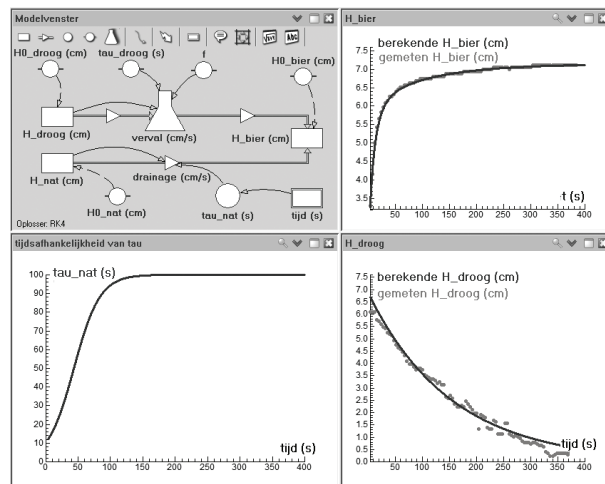 Modelvenster
H0_droog (cm)
tau_droog (s)
f
H0_bier (cm)
H_droog (cm)
verval (cm/s)
H_bier (cm)
H_nat (cm)
drainage (cm/s)
H0_nat (cm)
tau_nat (s)
tijd (s)
Oplosser: RK4
H_bier
berekende H_bier (cm)
gemeten H_bier (cm)
7.5
7.0
6.5
6.0
5.5
5.0
4.5
4.0
3.5
t (s)
50 100 150 200 250 300 350 400
tijdsafhankelijkheid van tau
tau_nat (s)
100
90
80
70
60
50
40
30
20
10
0
tijd (s)
0 50 100 150 200 250 300 350 400
H_droog
berekende H_droog (cm)
gemeten H_droog (cm)
7.5
7.0
6.5
6.0
5.5
5.0
4.5
4.0
3.5
3.0
2.5
2.0
1.5
1.0
0.5
0.0
tijd (s)
50 100 150 200 250 300 350 400